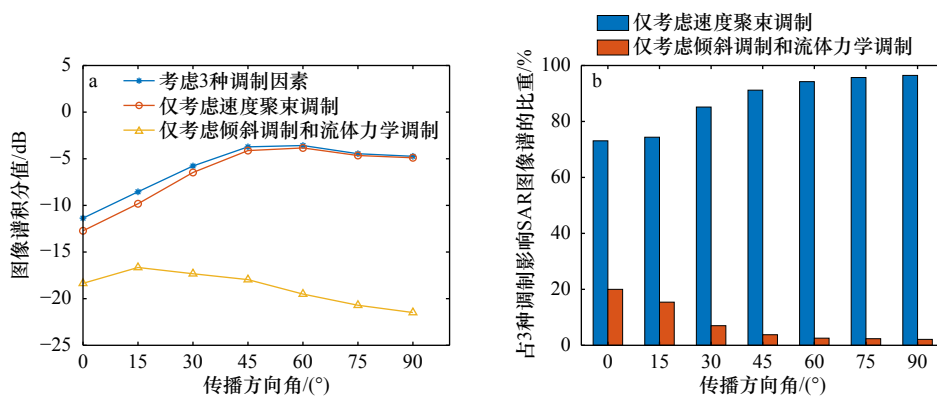 a
考虑3种调制因素
仅考虑速度聚束调制
仅考虑倾斜调制和流体力学调制
图像谱积分值/dB
5
0
−5
−10
−15
−20
−25
0 15 30 45 60 75 90
传播方向角/(°)
仅考虑速度聚束调制
仅考虑倾斜调制和流体力学调制
b
占3种调制影响SAR图像谱的比重/%
100
80
60
40
20
0
0 15 30 45 60 75 90
传播方向角/(°)